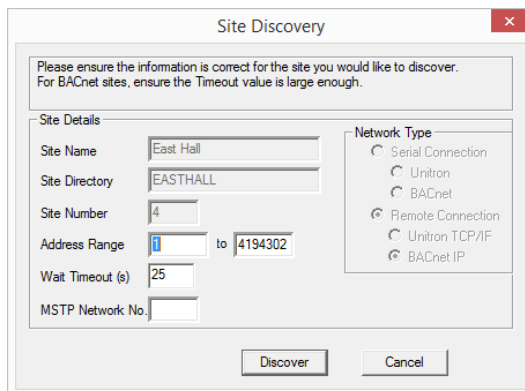 Site Discovery
Please ensure the information is correct for the site you would like to discover.
For BACnet sites, ensure the Timeout value is large enough.
Site Details
Site Name East Hall
Site Directory EASTHALL
Site Number 4
Address Range 1 to 4194302
Wait Timeout (s) 25
MSTP Network No.
Network Type
Serial Connection
Unitron
BACnet
Remote Connection
Unitron TCP/IF
BACnet IP
Discover Cancel